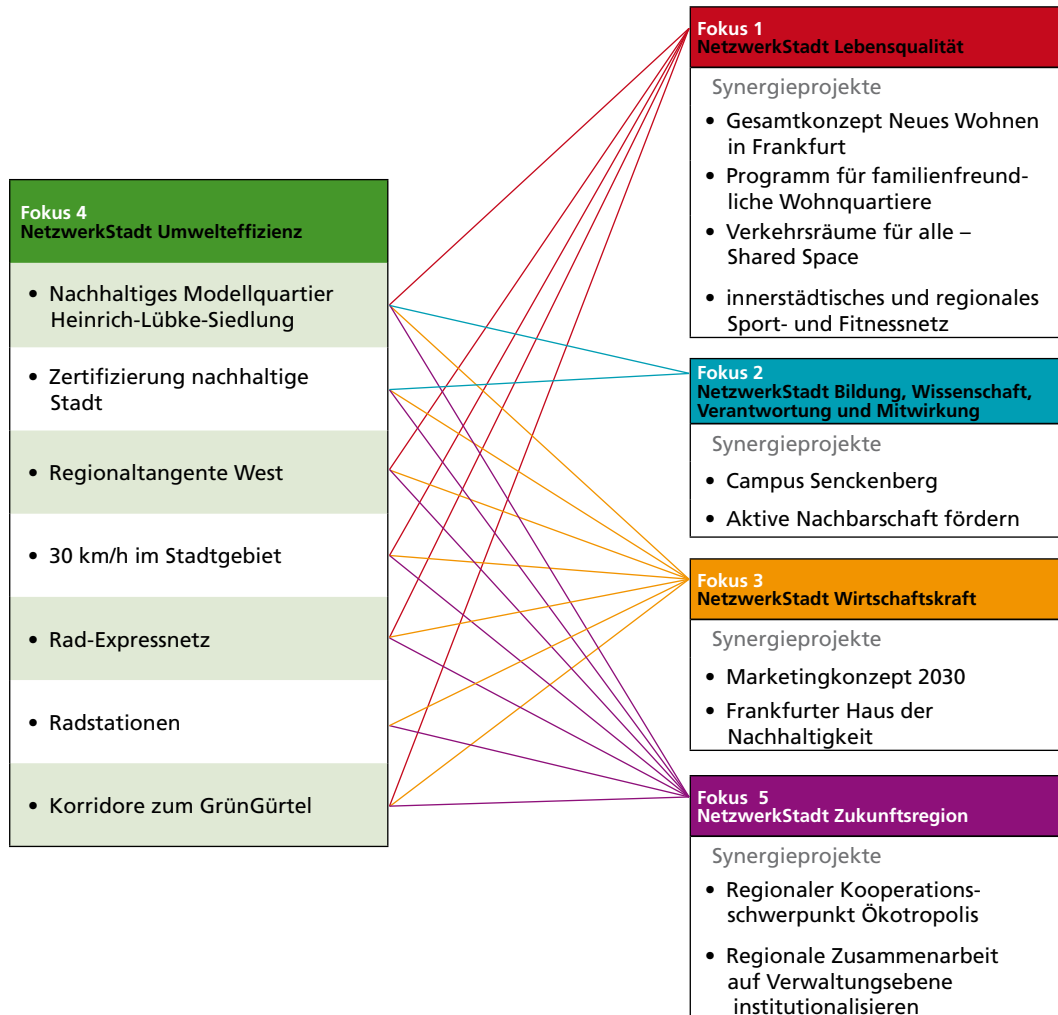 Fokus 4
NetzwerkStadt Umwelteffizienz
• Nachhaltiges Modellquartier
Heinrich-Lübke-Siedlung
• Zertifizierung nachhaltige
Stadt
• Regionaltangente West
• 30 km/h im Stadtgebiet
• Rad-Expressnetz
• Radstationen
• Korridore zum GrünGürtel
Fokus 1
NetzwerkStadt Lebensqualität
Synergieprojekte
• Gesamtkonzept Neues Wohnen
in Frankfurt
• Programm für familienfreund-
liche Wohnquartiere
• Verkehrsräume für alle –
Shared Space
• innerstädtisches und regionales
Sport- und Fitnessnetz
Fokus 2
NetzwerkStadt Bildung, Wissenschaft,
Verantwortung und Mitwirkung
Synergieprojekte
• Campus Senckenberg
• Aktive Nachbarschaft fördern
Fokus 3
NetzwerkStadt Wirtschaftskraft
Synergieprojekte
• Marketingkonzept 2030
• Frankfurter Haus der
Nachhaltigkeit
Fokus 5
NetzwerkStadt Zukunftsregion
Synergieprojekte
• Regionaler Kooperations-
schwerpunkt Ökotropolis
• Regionale Zusammenarbeit
auf Verwaltungsebene
institutionalisieren